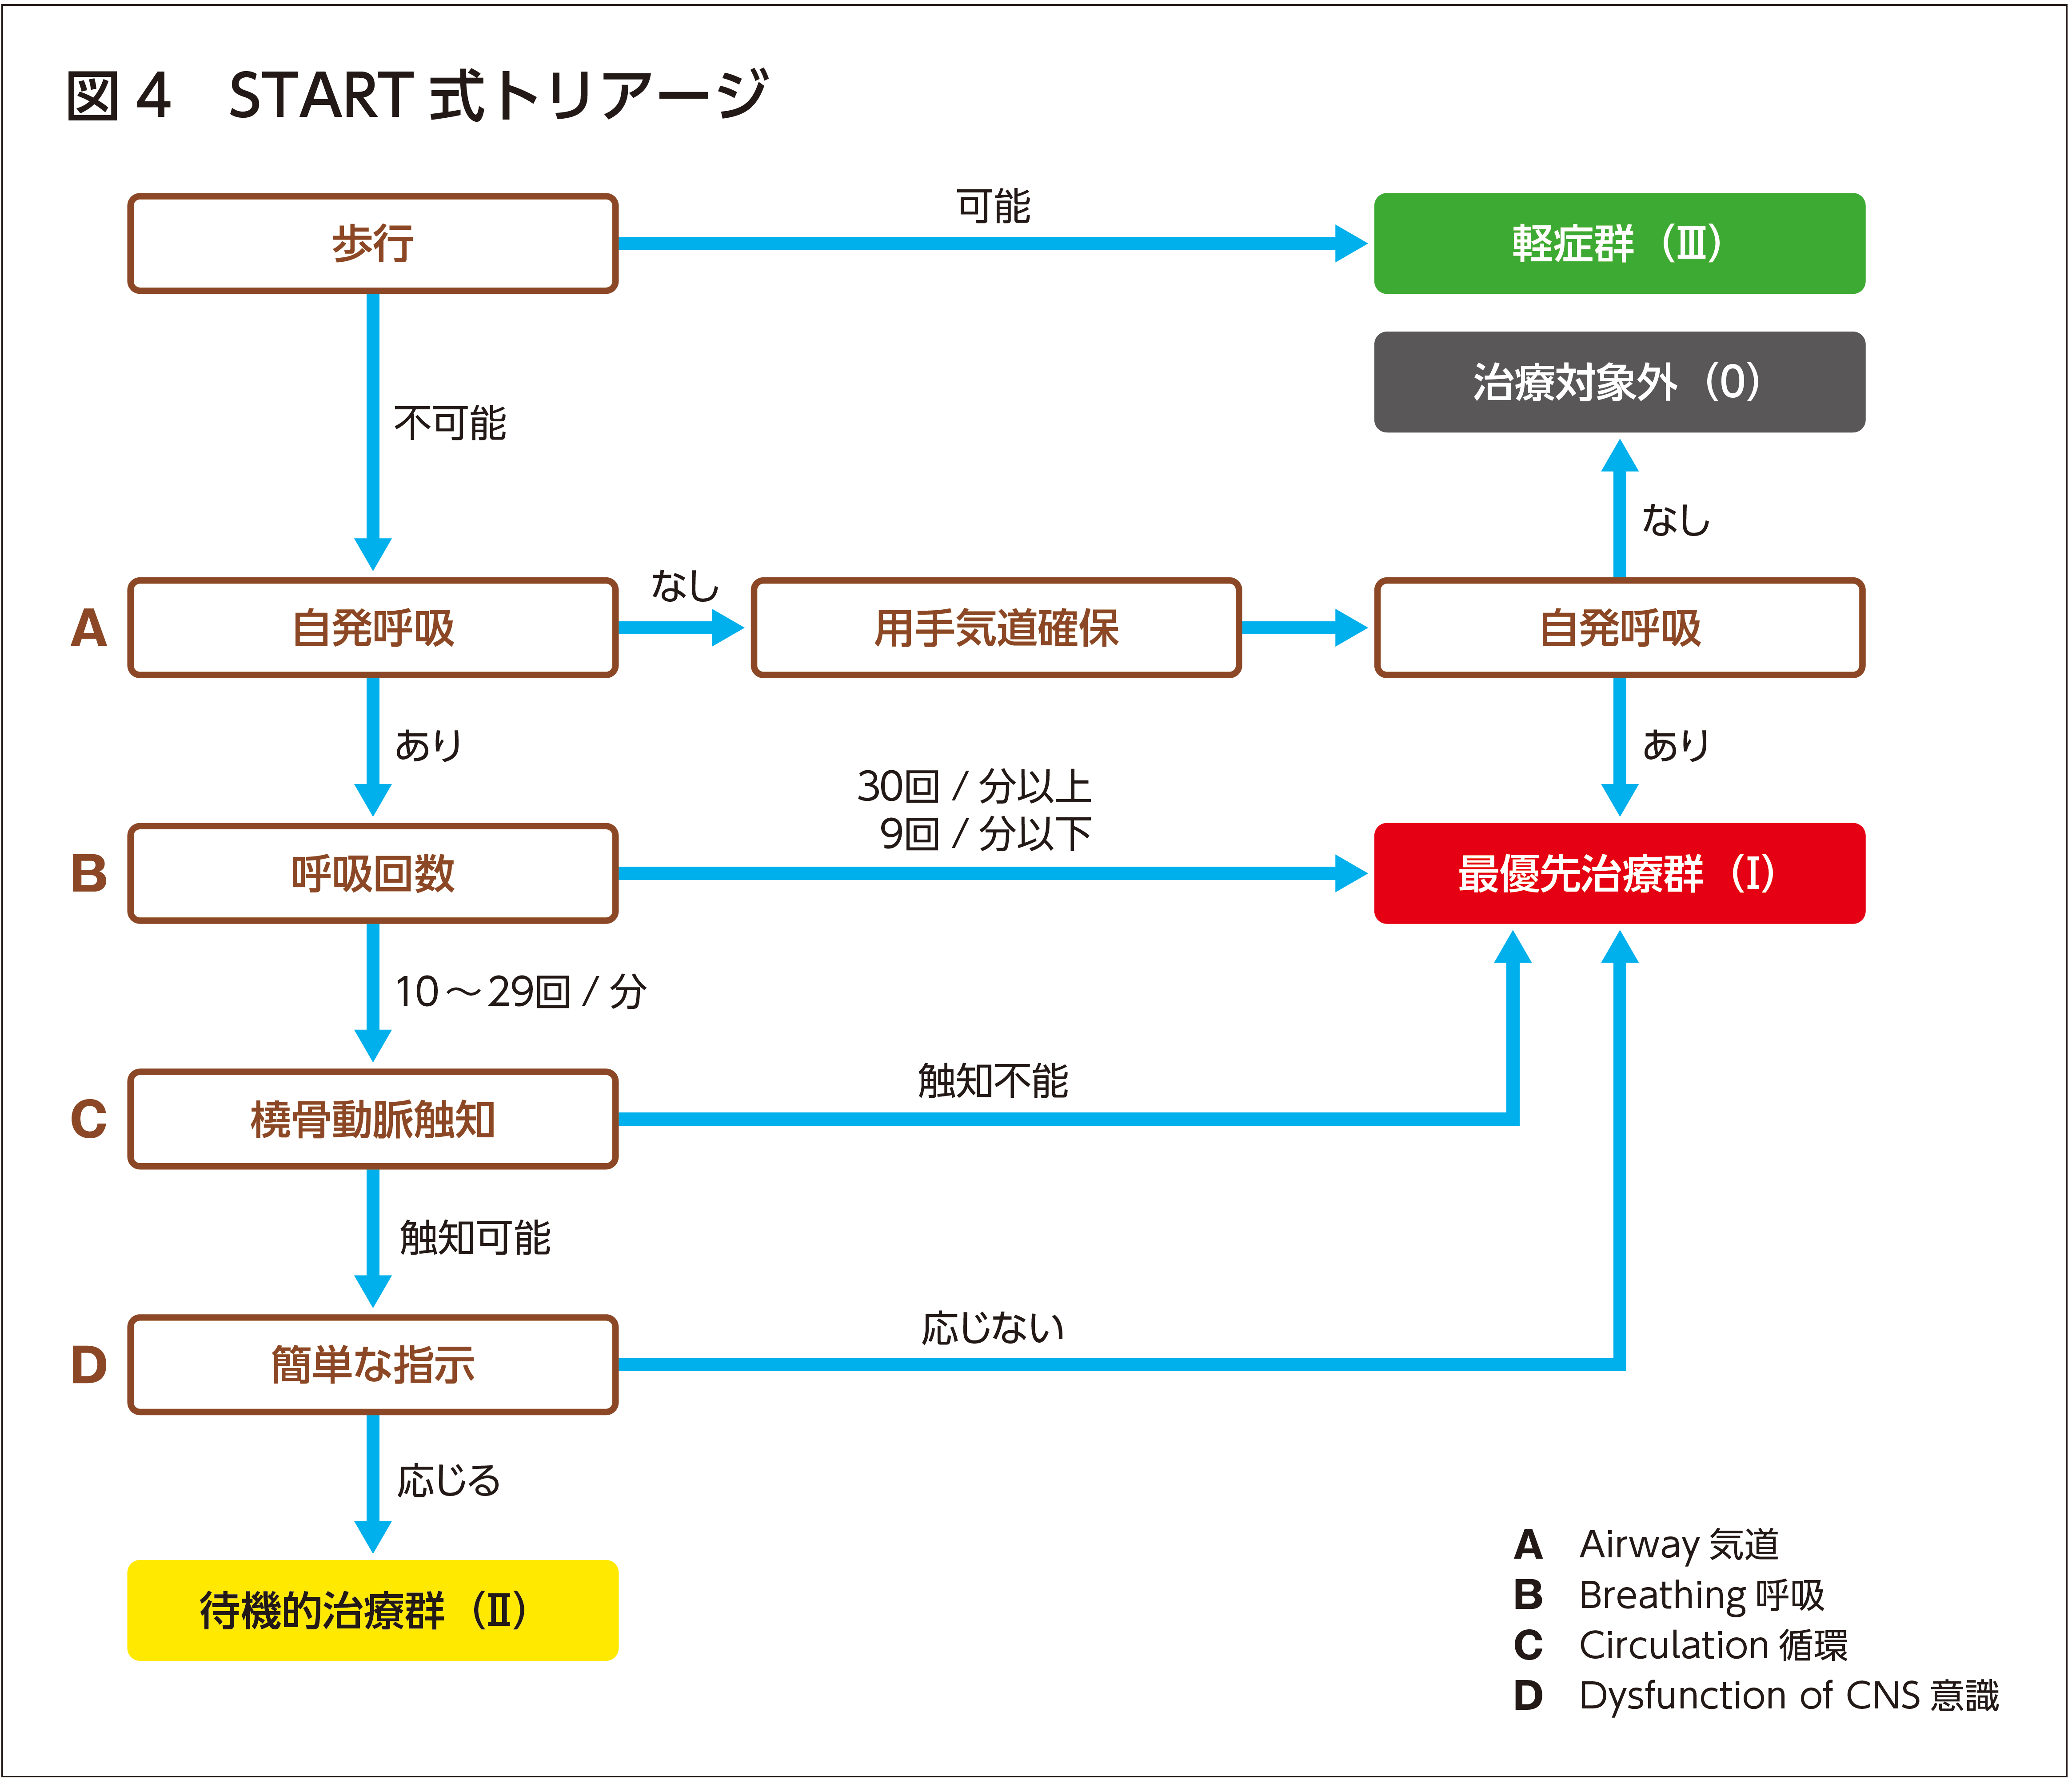 図4　START 式トリアージ
歩行
可能
軽症群（Ⅲ）
治療対象外（0）
不可能
なし
A
自発呼吸
なし
用手気道確保
自発呼吸
あり
あり
30回 / 分以上
9回 / 分以下
B
呼吸回数
最優先治療群（Ⅰ）
10〜29回 / 分
触知不能
C
橈骨動脈触知
触知可能
応じない
D
簡単な指示
応じる
待機的治療群（Ⅱ）
A Airway 気道
B Breathing 呼吸
C Circulation 循環
D Dysfunction of CNS 意識